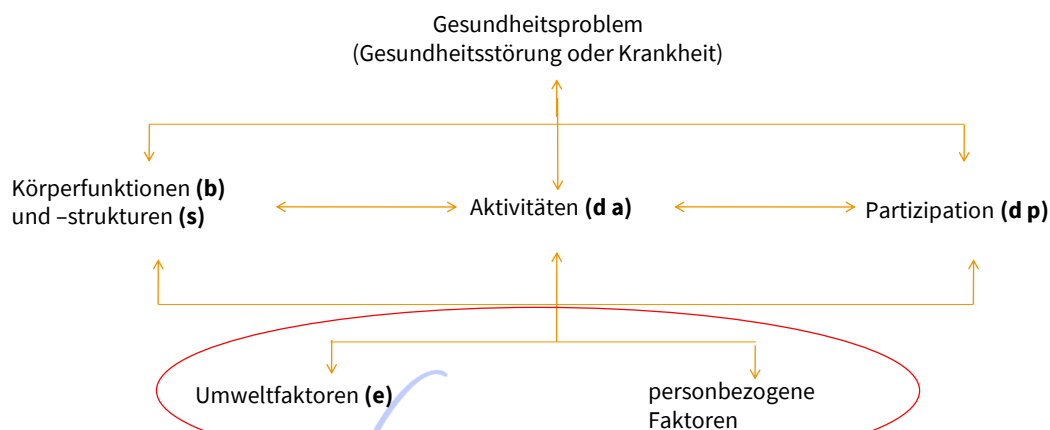 Gesundheitsproblem
(Gesundheitsstörung oder Krankheit)
Körperfunktionen (b)
und –strukturen (s)
Aktivitäten (d a)
Partizipation (d p)
Umweltfaktoren (e)
personbezogene
Faktoren